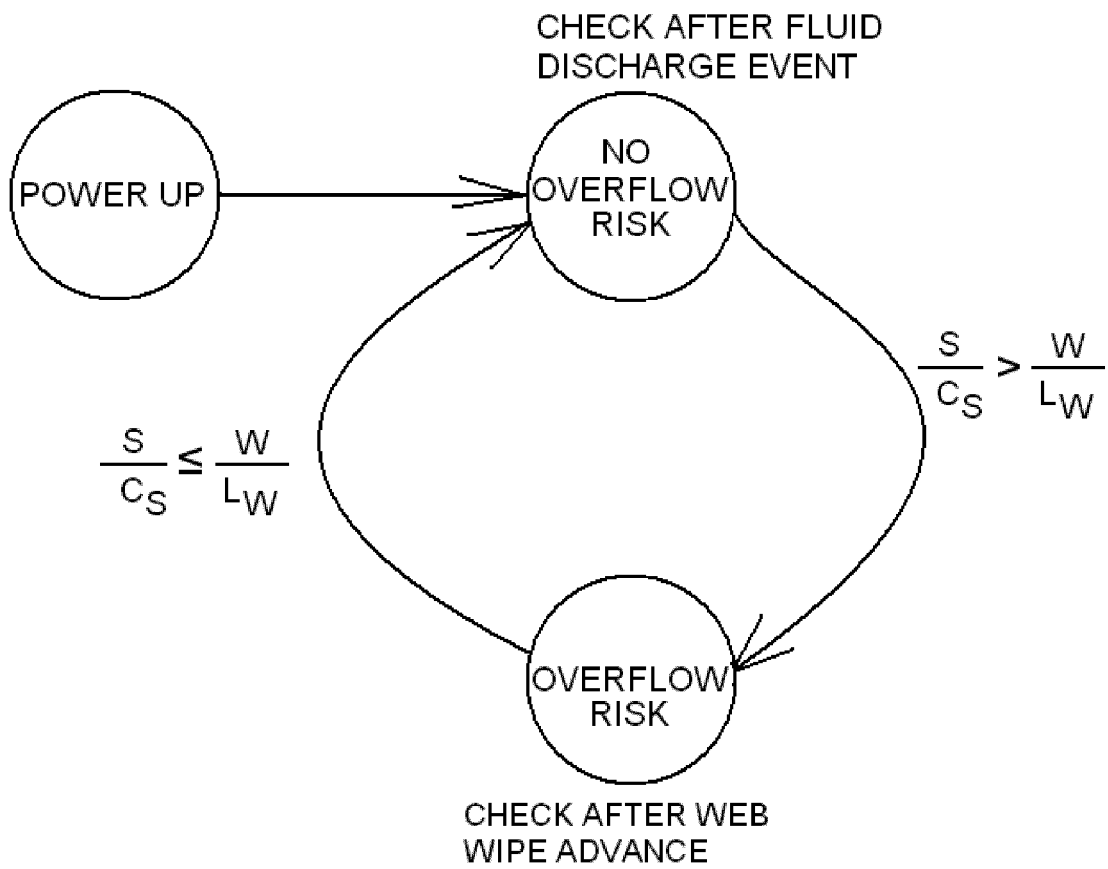 CHECK AFTER FLUID
DISCHARGE EVENT
POWER UP
NO
OVERFLOW
RISK
S/C_S > W/L_W
S/C_S ≤ W/L_W
OVERFLOW
RISK
CHECK AFTER WEB
WIPE ADVANCE